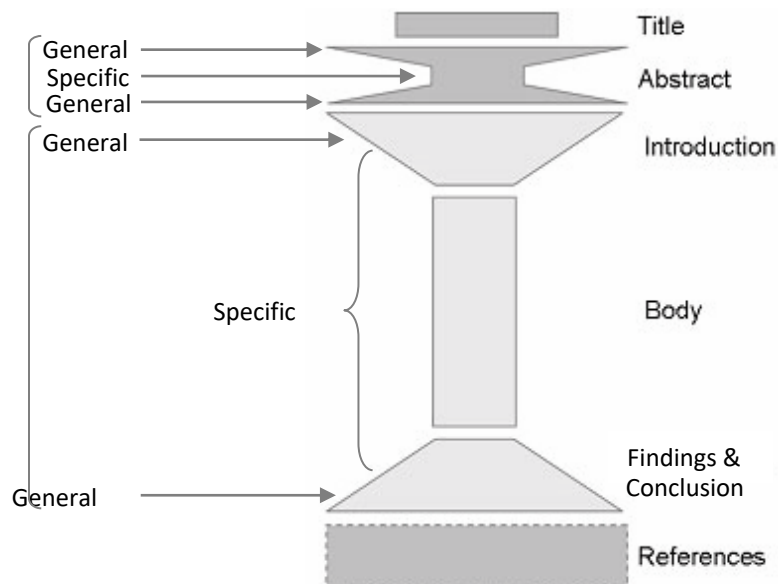 Title
General
Specific
Abstract
General
General
Introduction
Specific
Body
Findings &
Conclusion
General
References